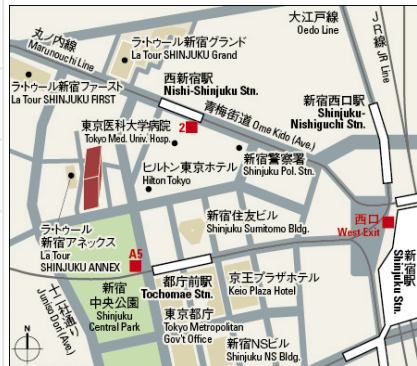 大江戸線
Oedo Line
JR線
JR Line
丸ノ内線
Marunouchi Line
ラ・トゥール新宿グランド
La Tour SHINJUKU Grand
ラ・トゥール新宿ファースト
La Tour SHINJUKU FIRST
西新宿駅
Nishi-Shinjuku Stn.
青梅街道 Ome Kido (Ave.)
新宿西口駅
Shinjuku-
Nishiguchi Stn.
東京医科大学病院
Tokyo Med. Univ. Hosp.
2
ヒルトン東京ホテル
Hilton Tokyo
新宿警察署
Shinjuku Pol. Stn.
ラ・トゥール
新宿アネックス
La Tour
SHINJUKU ANNEX
新宿住友ビル
Shinjuku Sumitomo Bldg.
西口
West Exit
新宿駅
Shinjuku Stn.
A5
十二社通り
Juniso Dori (Ave.)
新宿
中央公園
Shinjuku
Central Park
都庁前駅
Tochomae Stn.
京王プラザホテル
Keio Plaza Hotel
東京都庁
Tokyo Metropolitan
Gov't Office
新宿NSビル
Shinjuku NS Bldg.
N